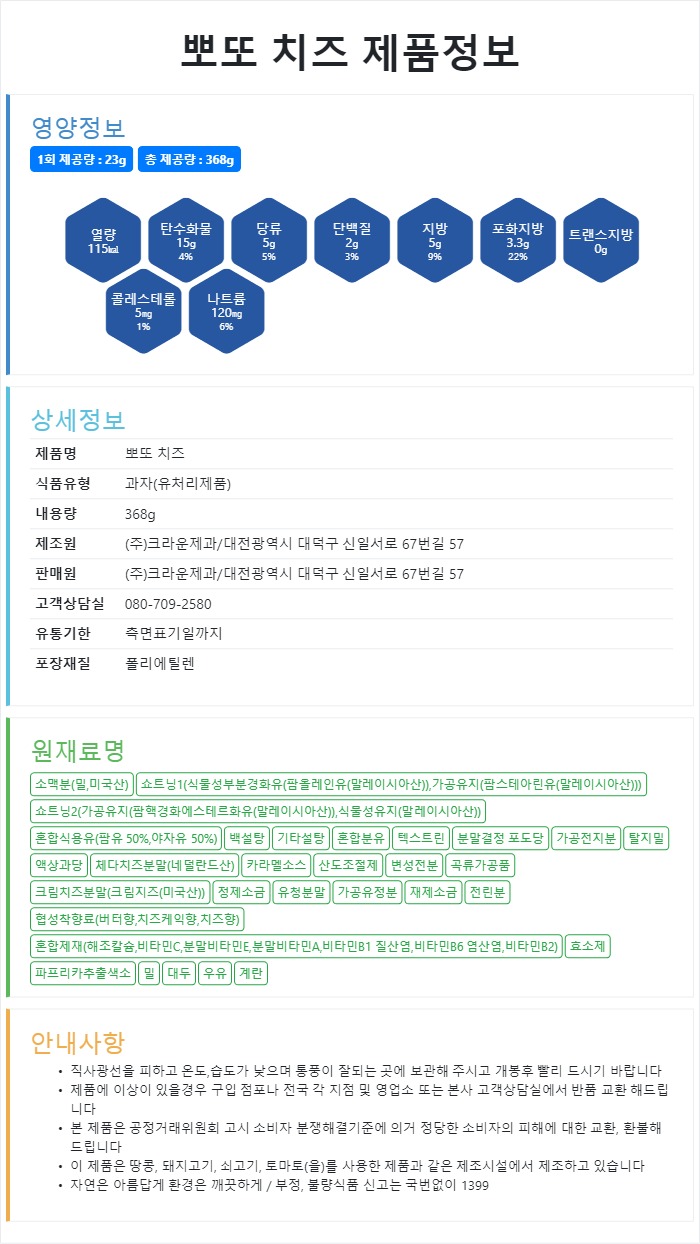 뽀또 치즈 제품정보
영양정보
1회 제공량 : 23g 총 제공량 : 368g
열량 탄수화물 당류 단백질 지방 포화지방 트랜스지방
115㎉ 15g 5g 2g 5g 3.3g 0g
4% 5% 3% 9% 22%
콜레스테롤 나트륨
5㎎ 120㎎
1% 6%
상세정보
제품명 뽀또 치즈
식품유형 과자(유처리제품)
내용량 368g
제조원 (주)크라운제과/대전광역시 대덕구 신일서로 67번길 57
판매원 (주)크라운제과/대전광역시 대덕구 신일서로 67번길 57
고객상담실 080-709-2580
유통기한 측면표기일까지
포장재질 폴리에틸렌
원재료명
소맥분(밀,미국산) 쇼트닝1(식물성부분경화유(팜올레인유(말레이시아산)),가공유지(팜스테아린유(말레이시아산)))
쇼트닝2(가공유지(팜핵경화에스테르화유(말레이시아산)),식물성유지(말레이시아산))
혼합식용유(팜유 50%,야자유 50%) 백설탕 기타설탕 혼합분유 텍스트린 분말결정 포도당 가공전지분 탈지밀
액상과당 체다치즈분말(네덜란드산) 카라멜소스 산도조절제 변성전분 곡류가공품
크림치즈분말(크림지즈(미국산)) 정제소금 유청분말 가공유청분 재제소금 전린분
협성착향료(버터향,치즈케익향,치즈향)
혼합제재(해조칼슘,비타민C,분말비타민E,분말비타민A,비타민B1 질산염,비타민B6 염산염,비타민B2) 효소제
파프리카추출색소 밀 대두 우유 계란
안내사항
• 직사광선을 피하고 온도,습도가 낮으며 통풍이 잘되는 곳에 보관해 주시고 개봉후 빨리 드시기 바랍니다
• 제품에 이상이 있을경우 구입 점포나 전국 각 지점 및 영업소 또는 본사 고객상담실에서 반품 교환 해드립
니다
• 본 제품은 공정거래위원회 고시 소비자 분쟁해결기준에 의거 정당한 소비자의 피해에 대한 교환, 환불해
드립니다
• 이 제품은 땅콩, 돼지고기, 쇠고기, 토마토(을)를 사용한 제품과 같은 제조시설에서 제조하고 있습니다
• 자연은 아름답게 환경은 깨끗하게 / 부정, 불량식품 신고는 국번없이 1399